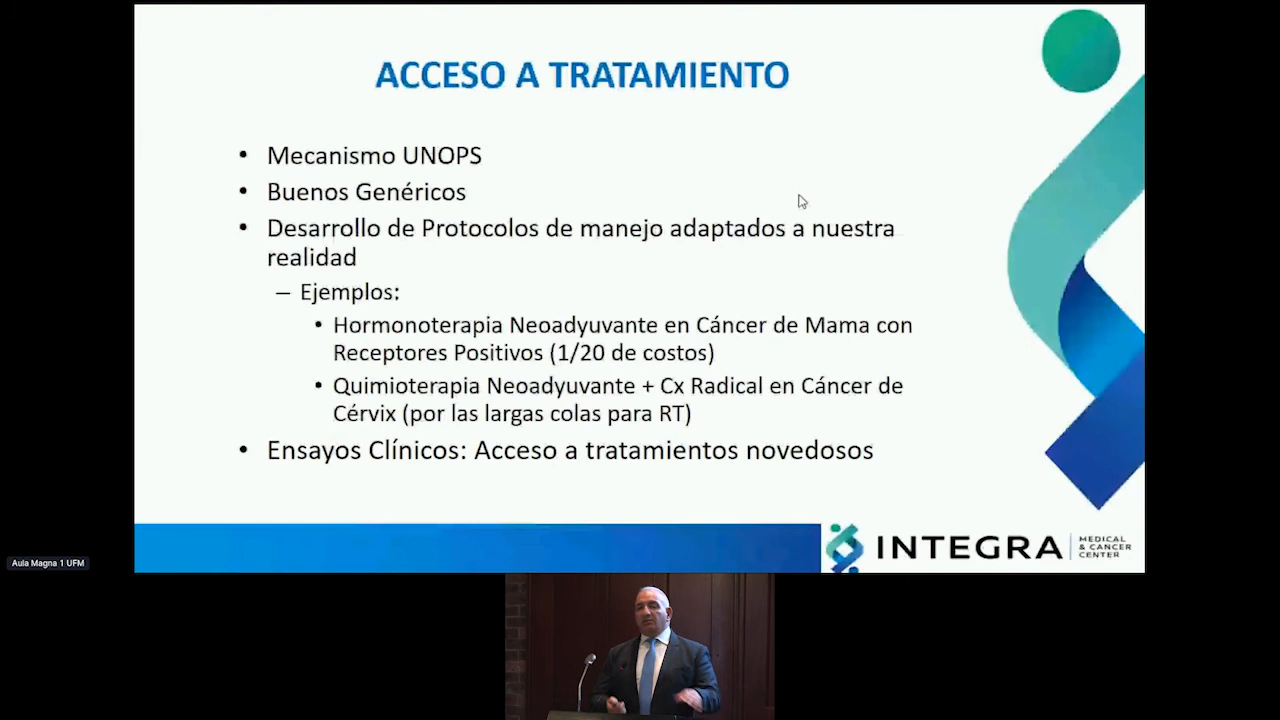 ACCESO A TRATAMIENTO
• Mecanismo UNOPS
• Buenos Genéricos
• Desarrollo de Protocolos de manejo adaptados a nuestra
realidad
– Ejemplos:
• Hormonoterapia Neoadyuvante en Cáncer de Mama con
Receptores Positivos (1/20 de costos)
• Quimioterapia Neoadyuvante + Cx Radical en Cáncer de
Cérvix (por las largas colas para RT)
• Ensayos Clínicos: Acceso a tratamientos novedosos
INTEGRA
MEDICAL
& CANCER
CENTER
Aula Magna 1 UFM